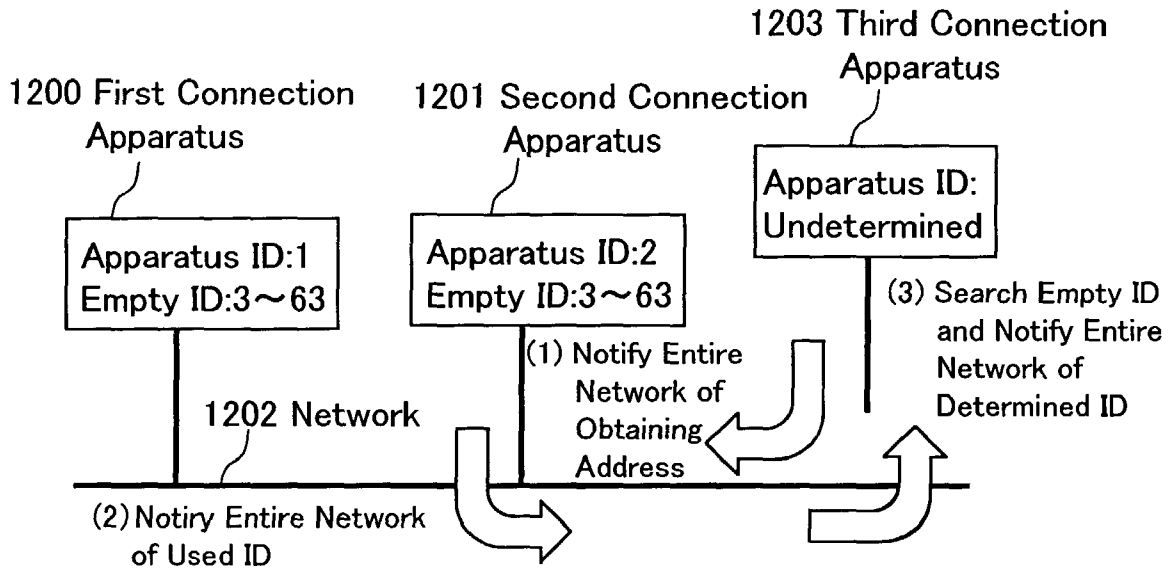 1203 Third Connection
Apparatus
1200 First Connection
Apparatus
1201 Second Connection
Apparatus
Apparatus ID:1
Empty ID:3～63
Apparatus ID:2
Empty ID:3～63
Apparatus ID:
Undetermined
(1) Notify Entire
Network of
Obtaining
Address
(3) Search Empty ID
and Notify Entire
Network of
Determined ID
1202 Network
(2) Notiry Entire Network
of Used ID